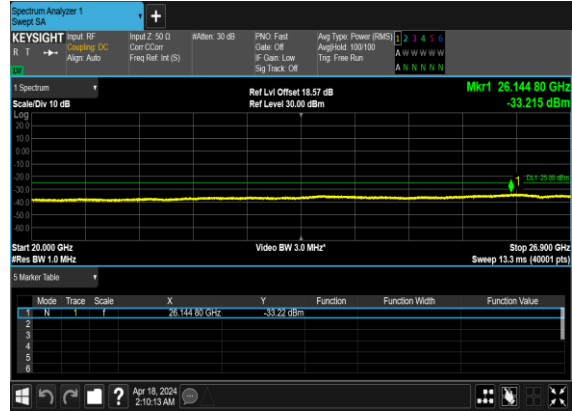 Spectrum Analyzer 1
Swept SA
+
KEYSIGHT Input: RF Input Z: 50 Ω #Atten: 30 dB PNO: Fast Avg Type: Power (RMS) 1 2 3 4 5 6
R T Coupling: DC Corr CCorr Gate: Off Avg|Hold: 100/100 A W W W W W
Align: Auto Freq Ref: Int (S) IF Gain: Low Trig: Free Run
LW Sig Track: Off A N N N N N
1 Spectrum Ref Lvl Offset 18.57 dB Mkr1 26.144 80 GHz
Scale/Div 10 dB Ref Level 30.00 dBm -33.215 dBm
Log
20.0
10.0
0.00
-10.0
-20.0
1 DL1 -25.00 dBm
-30.0
-40.0
-50.0
-60.0
Start 20.000 GHz Video BW 3.0 MHz* Stop 26.900 GHz
#Res BW 1.0 MHz Sweep 13.3 ms (40001 pts)
5 Marker Table
Mode Trace Scale X Y Function Function Width Function Value
1 N 1 f 26.144 80 GHz -33.22 dBm
2
3
4
5
6
? Apr 18, 2024
2:10:13 AM